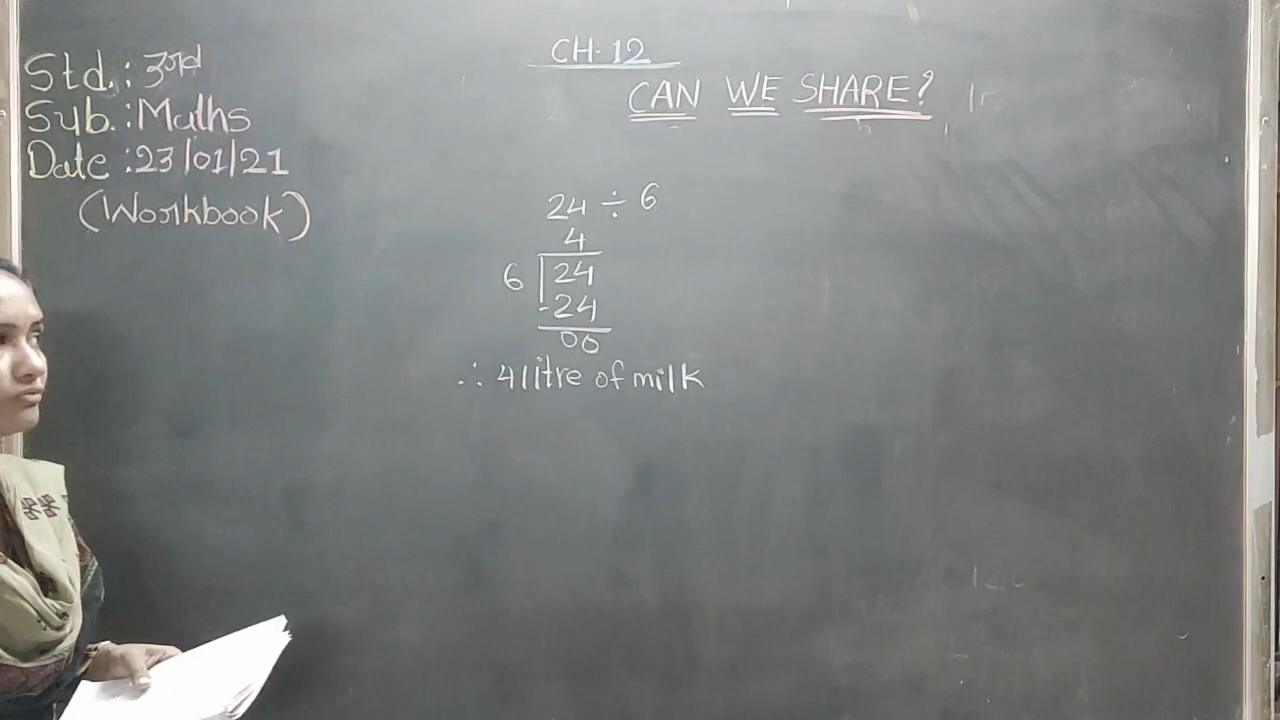 Std.: 3rd
Sub.: Maths
Date: 23/01/21
(Workbook)
CH. 12
CAN WE SHARE?
24 ÷ 6
4
6 24
-24
00
∴ 4 litre of milk